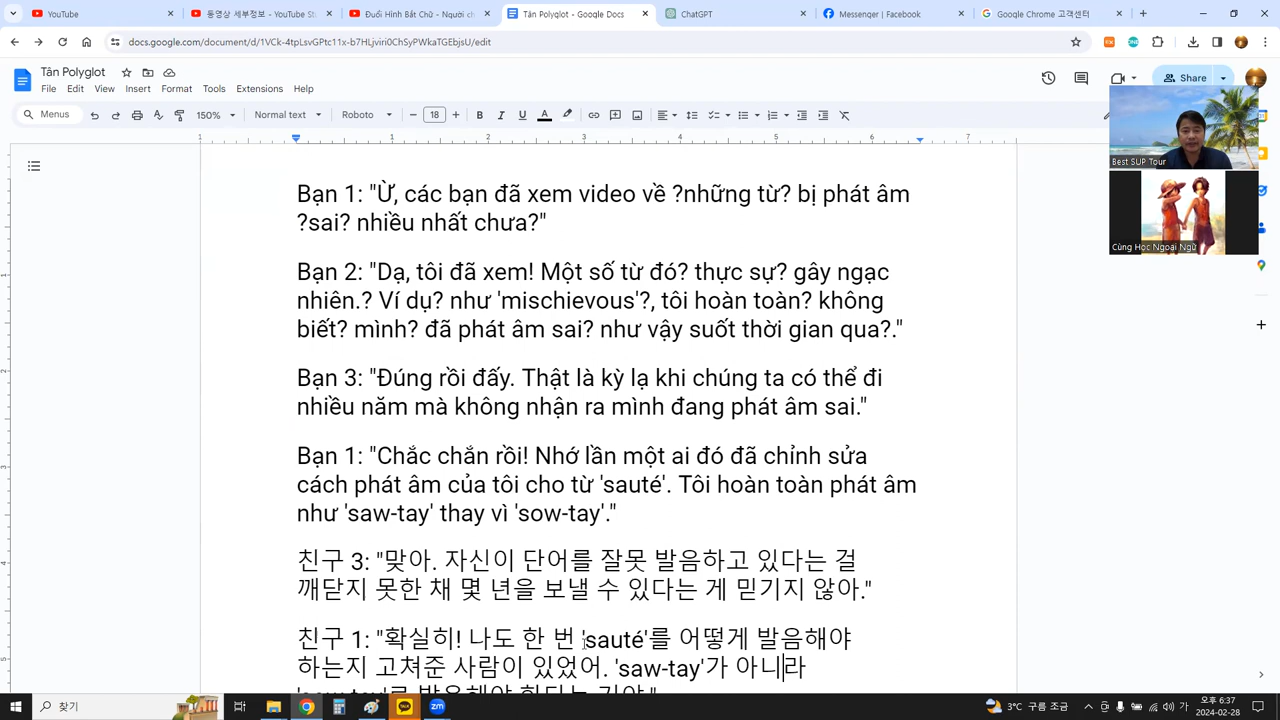 YouTube
동영상 세부정보 - YouTube St
Đuổi Hình Bắt Chữ - Người ch
Tân Polyglot - Google Docs
ChatGPT
Messenger | Facebook
Google Chrome 고객센터
docs.google.com/document/d/1VCk-4tpLsvGPtc11x-b7HLjviri0ChSyPWkaTGEbjsU/edit
Tân Polyglot
File Edit View Insert Format Tools Extensions Help
Share
Menus
150%
Normal text
Roboto
18
Best SUP Tour
Cùng Học Ngoại Ngữ
Bạn 1: "Ừ, các bạn đã xem video về ?những từ? bị phát âm
?sai? nhiều nhất chưa?"
Bạn 2: "Dạ, tôi đã xem! Một số từ đó? thực sự? gây ngạc
nhiên.? Ví dụ? như 'mischievous'?, tôi hoàn toàn? không
biết? mình? đã phát âm sai? như vậy suốt thời gian qua?."
Bạn 3: "Đúng rồi đấy. Thật là kỳ lạ khi chúng ta có thể đi
nhiều năm mà không nhận ra mình đang phát âm sai."
Bạn 1: "Chắc chắn rồi! Nhớ lần một ai đó đã chỉnh sửa
cách phát âm của tôi cho từ 'sauté'. Tôi hoàn toàn phát âm
như 'saw-tay' thay vì 'sow-tay'."
친구 3: "맞아. 자신이 단어를 잘못 발음하고 있다는 걸
깨닫지 못한 채 몇 년을 보낼 수 있다는 게 믿기지 않아."
친구 1: "확실히! 나도 한 번 'sauté'를 어떻게 발음해야
하는지 고쳐준 사람이 있었어. 'saw-tay'가 아니라
'sow-tay'로 발음해야 한다는 거야."
찾기
3°C 구름 조금
오후 6:37
2024-02-28